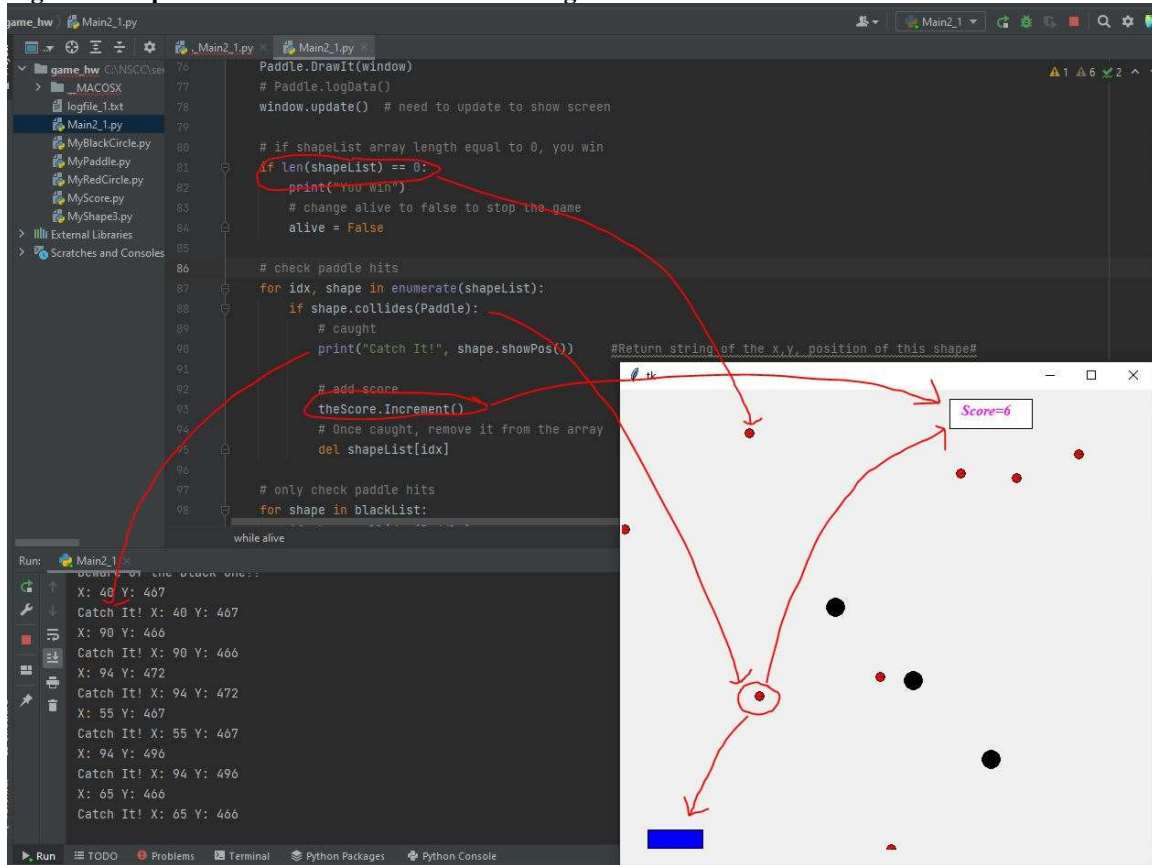 game_hw Main2_1.py
Main2_1
._Main2_1.py Main2_1.py
game_hw C:\NSCC\se
__MACOSX
logfile_1.txt
Main2_1.py
MyBlackCircle.py
MyPaddle.py
MyRedCircle.py
MyScore.py
MyShape3.py
External Libraries
Scratches and Consoles
1 6 2
76 Paddle.DrawIt(window)
77 # Paddle.logData()
78 window.update() # need to update to show screen
79
80 # if shapeList array length equal to 0, you win
81 if len(shapeList) == 0:
82 print("You win")
83 # change alive to false to stop the game
84 alive = False
85
86 # check paddle hits
87 for idx, shape in enumerate(shapeList):
88 if shape.collides(Paddle):
89 # caught
90 print("Catch It!", shape.showPos()) #Return string of the x,y, position of this shape#
91
92 # add score
93 theScore.Increment()
94 # Once caught, remove it from the array
95 del shapeList[idx]
96
97 # only check paddle hits
98 for shape in blackList:
while alive
tk
Score=6
Run: Main2_1
Beware of the black one!!
X: 40 Y: 467
Catch It! X: 40 Y: 467
X: 90 Y: 466
Catch It! X: 90 Y: 466
X: 94 Y: 472
Catch It! X: 94 Y: 472
X: 55 Y: 467
Catch It! X: 55 Y: 467
X: 94 Y: 496
Catch It! X: 94 Y: 496
X: 65 Y: 466
Catch It! X: 65 Y: 466
Run TODO Problems Terminal Python Packages Python Console